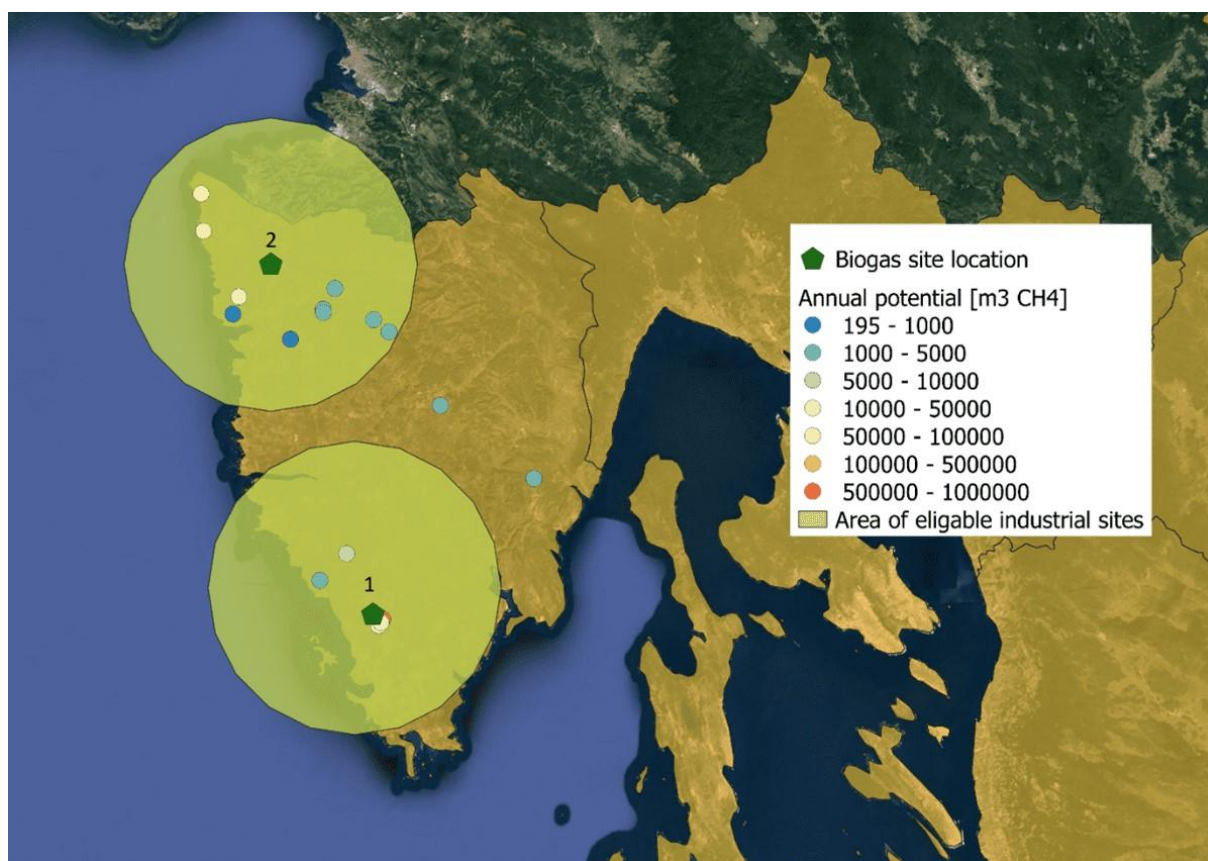 2
1
Biogas site location
Annual potential [m3 CH4]
195 - 1000
1000 - 5000
5000 - 10000
10000 - 50000
50000 - 100000
100000 - 500000
500000 - 1000000
Area of eligable industrial sites